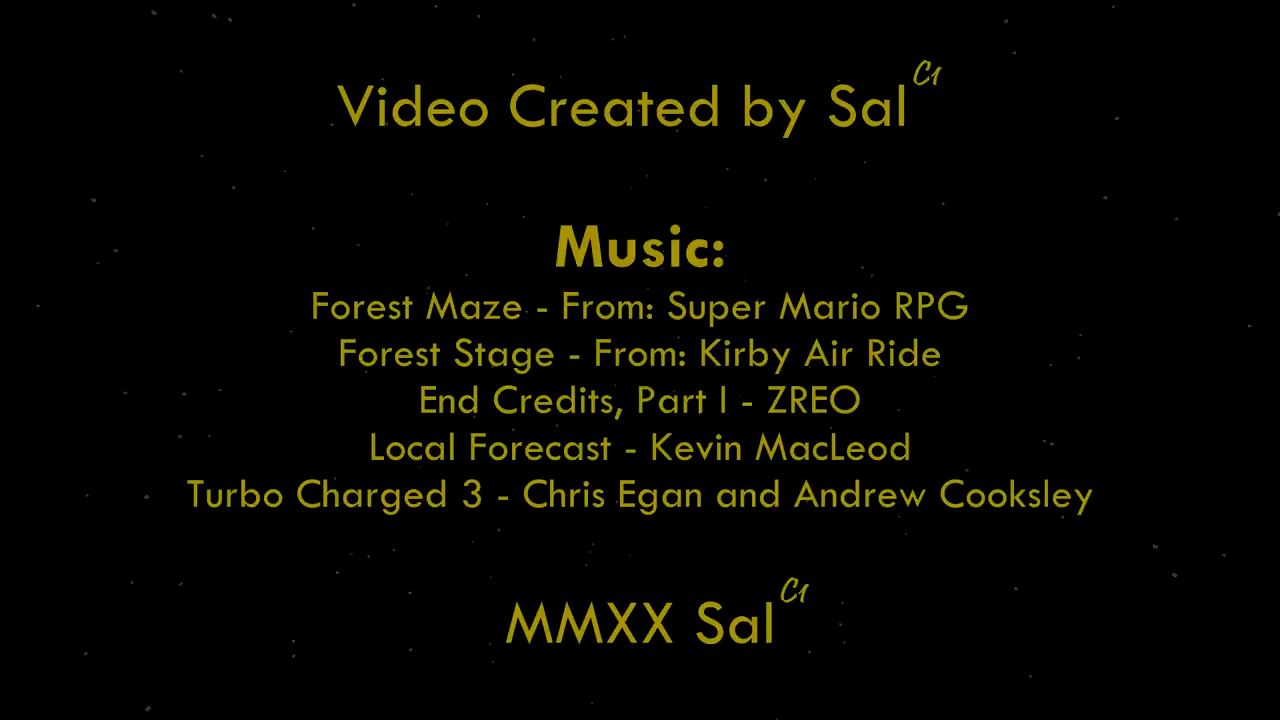 Video Created by Sal C1
Music:
Forest Maze - From: Super Mario RPG
Forest Stage - From: Kirby Air Ride
End Credits, Part I - ZREO
Local Forecast - Kevin MacLeod
Turbo Charged 3 - Chris Egan and Andrew Cooksley
MMXX Sal C1